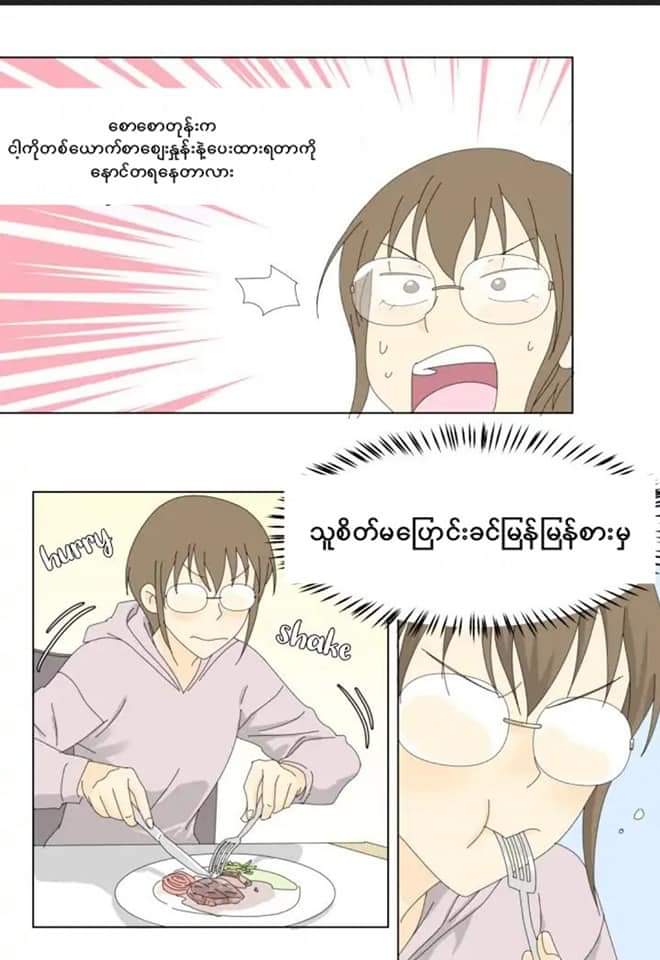 စောစောတုန်းက
ငါ့ကိုတစ်ယောက်စာဈေးနှုန်းနဲ့ပေးထားရတာကို
နောင်တရနေတာလား
သူစိတ်မပြောင်းခင်မြန်မြန်စားမှ
hurry
shake